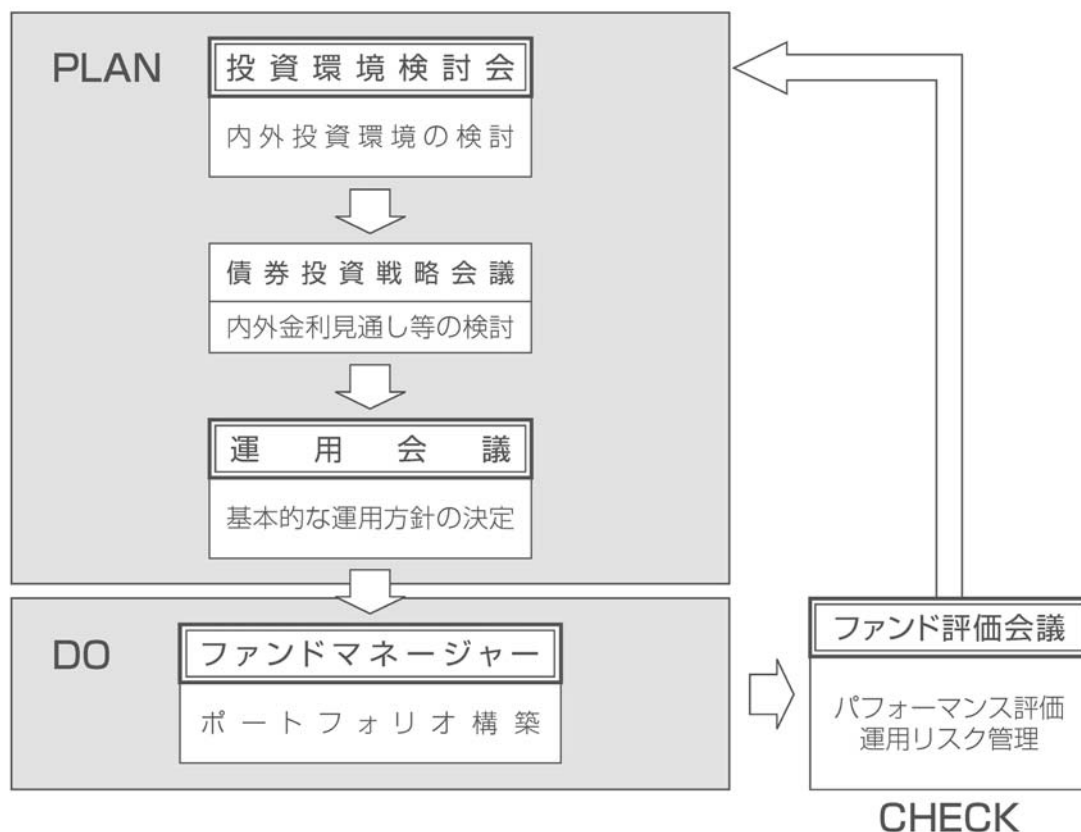 PLAN
投資環境検討会
内外投資環境の検討
債券投資戦略会議
内外金利見通し等の検討
運用会議
基本的な運用方針の決定
DO
ファンドマネージャー
ポートフォリオ構築
ファンド評価会議
パフォーマンス評価
運用リスク管理
CHECK